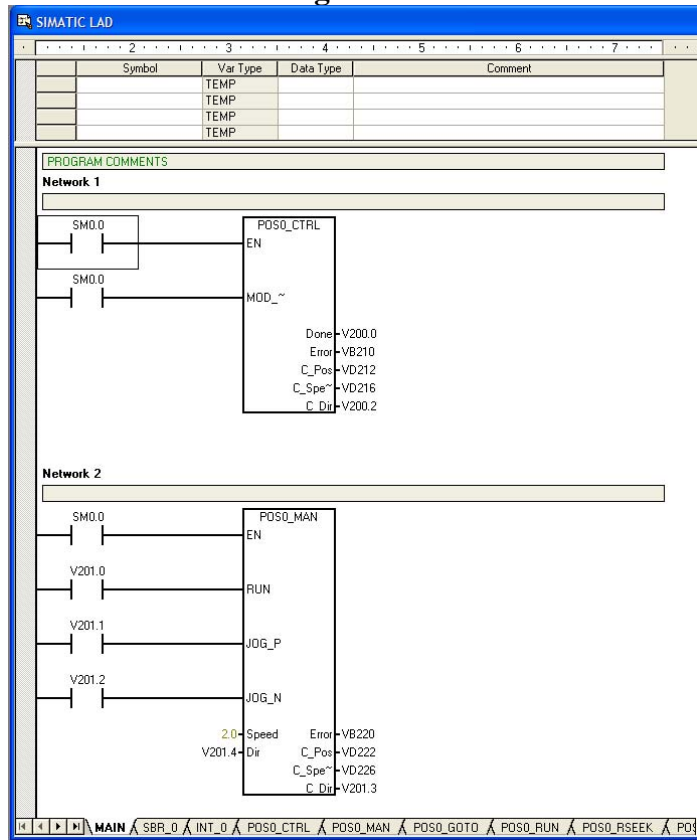 SIMATIC LAD
2 3 4 5 6 7
Symbol Var Type Data Type Comment
TEMP
TEMP
TEMP
TEMP
PROGRAM COMMENTS
Network 1
SM0.0 POS0_CTRL
EN
SM0.0
MOD_~
Done V200.0
Error VB210
C_Pos VD212
C_Spe~ VD216
C_Dir V200.2
Network 2
SM0.0 POS0_MAN
EN
V201.0
RUN
V201.1
JOG_P
V201.2
JOG_N
2.0 Speed Error VB220
V201.4 Dir C_Pos VD222
C_Spe~ VD226
C_Dir V201.3
MAIN SBR_0 INT_0 POS0_CTRL POS0_MAN POS0_GOTO POS0_RUN POS0_RSEEK